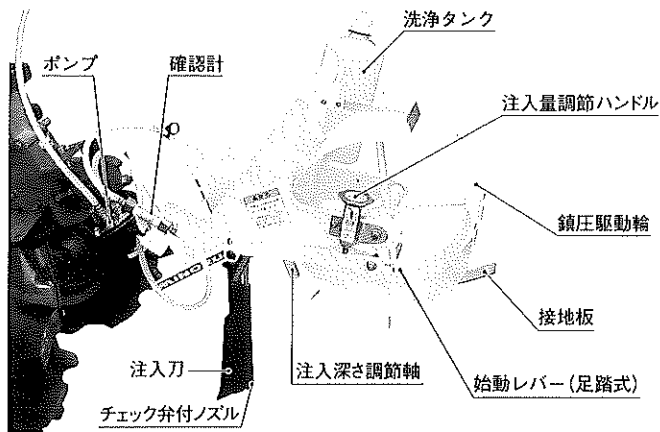 洗浄タンク
ポンプ
確認計
注入量調節ハンドル
鎮圧駆動輪
接地板
注入刀
注入深さ調節軸
始動レバー(足踏式)
チェック弁付ノズル